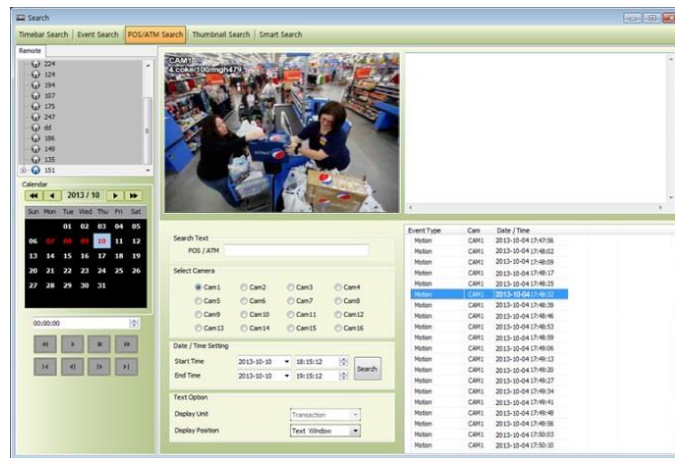 Search
Timebar Search Event Search POS/ATM Search Thumbnail Search Smart Search
Remote
224
124
194
107
175
247
dd
186
149
135
151
Calendar
2013 / 10
Sun Mon Tue Wed Thu Fri Sat
01 02 03 04 05
06 07 08 09 10 11 12
13 14 15 16 17 18 19
20 21 22 23 24 25 26
27 28 29 30 31
00:00:00
CAM1
4 coke/100/mgh479
Search Text
POS / ATM
Select Camera
Cam1 Cam2 Cam3 Cam4
Cam5 Cam6 Cam7 Cam8
Cam9 Cam10 Cam11 Cam12
Cam13 Cam14 Cam15 Cam16
Date / Time Setting
Start Time 2013-10-10 18:15:12
End Time 2013-10-10 19:15:12
Search
Text Option
Display Unit Transaction
Display Position Text Window
Event Type Cam Date / Time
Motion CAM1 2013-10-04 17:47:56
Motion CAM1 2013-10-04 17:48:02
Motion CAM1 2013-10-04 17:48:09
Motion CAM1 2013-10-04 17:48:17
Motion CAM1 2013-10-04 17:48:25
Motion CAM1 2013-10-04 17:48:32
Motion CAM1 2013-10-04 17:48:39
Motion CAM1 2013-10-04 17:48:46
Motion CAM1 2013-10-04 17:48:53
Motion CAM1 2013-10-04 17:48:59
Motion CAM1 2013-10-04 17:49:06
Motion CAM1 2013-10-04 17:49:13
Motion CAM1 2013-10-04 17:49:20
Motion CAM1 2013-10-04 17:49:27
Motion CAM1 2013-10-04 17:49:34
Motion CAM1 2013-10-04 17:49:41
Motion CAM1 2013-10-04 17:49:48
Motion CAM1 2013-10-04 17:49:56
Motion CAM1 2013-10-04 17:50:03
Motion CAM1 2013-10-04 17:50:10